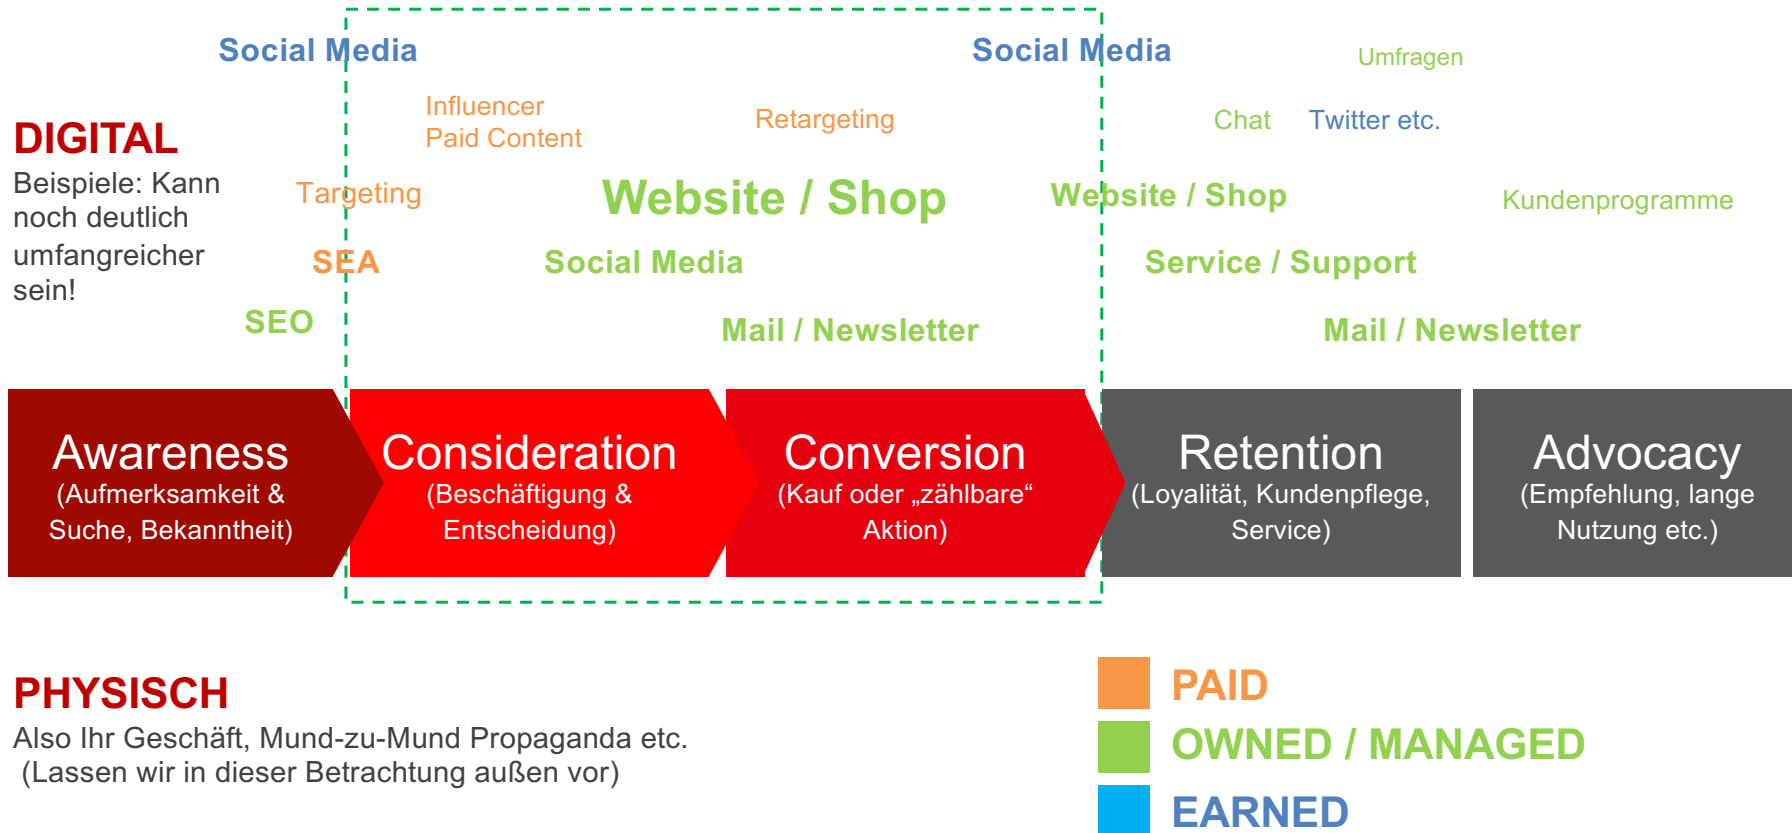 Social Media
Social Media
Umfragen
Influencer
Paid Content
Retargeting
Chat
Twitter etc.
DIGITAL
Beispiele: Kann
noch deutlich
umfangreicher
sein!
Targeting
Website / Shop
Website / Shop
Kundenprogramme
SEA
Social Media
Service / Support
SEO
Mail / Newsletter
Mail / Newsletter
Awareness
(Aufmerksamkeit &
Suche, Bekanntheit)
Consideration
(Beschäftigung &
Entscheidung)
Conversion
(Kauf oder „zählbare“
Aktion)
Retention
(Loyalität, Kundenpflege,
Service)
Advocacy
(Empfehlung, lange
Nutzung etc.)
PHYSISCH
Also Ihr Geschäft, Mund-zu-Mund Propaganda etc.
(Lassen wir in dieser Betrachtung außen vor)
PAID
OWNED / MANAGED
EARNED